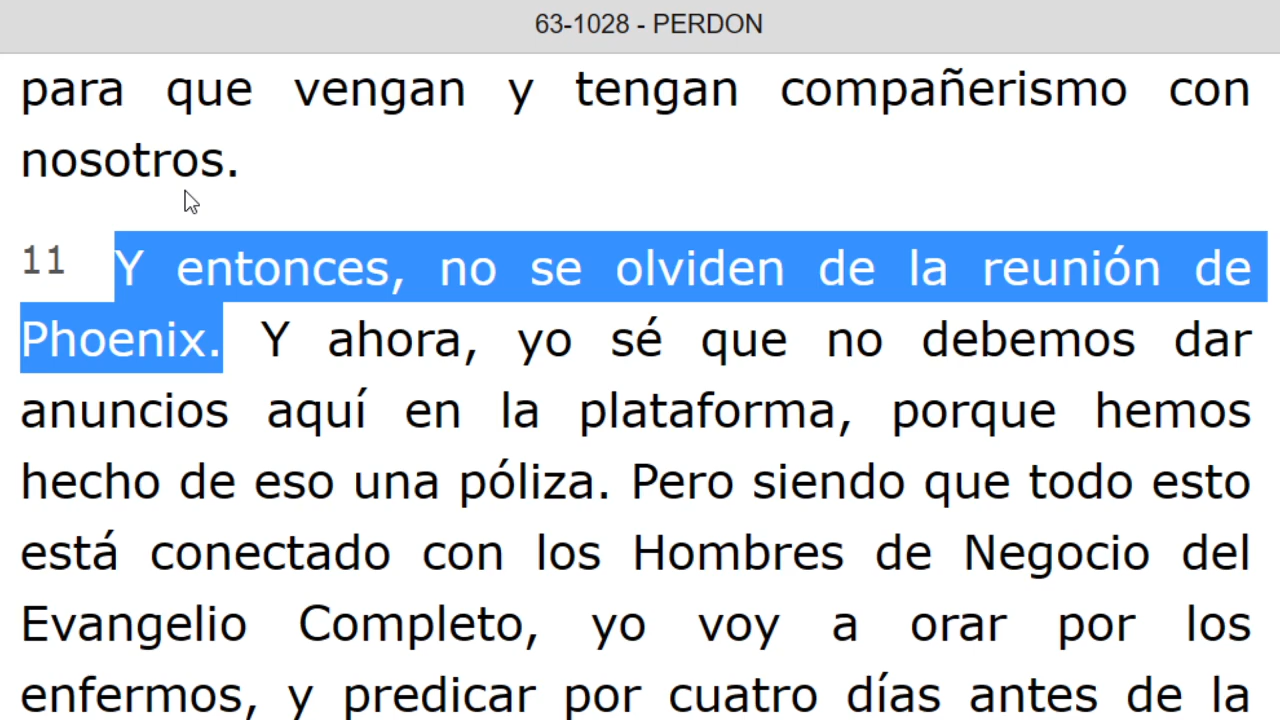 63-1028 - PERDON
para que vengan y tengan compañerismo con
nosotros.
11 Y entonces, no se olviden de la reunión de
Phoenix. Y ahora, yo sé que no debemos dar
anuncios aquí en la plataforma, porque hemos
hecho de eso una póliza. Pero siendo que todo esto
está conectado con los Hombres de Negocio del
Evangelio Completo, yo voy a orar por los
enfermos, y predicar por cuatro días antes de la